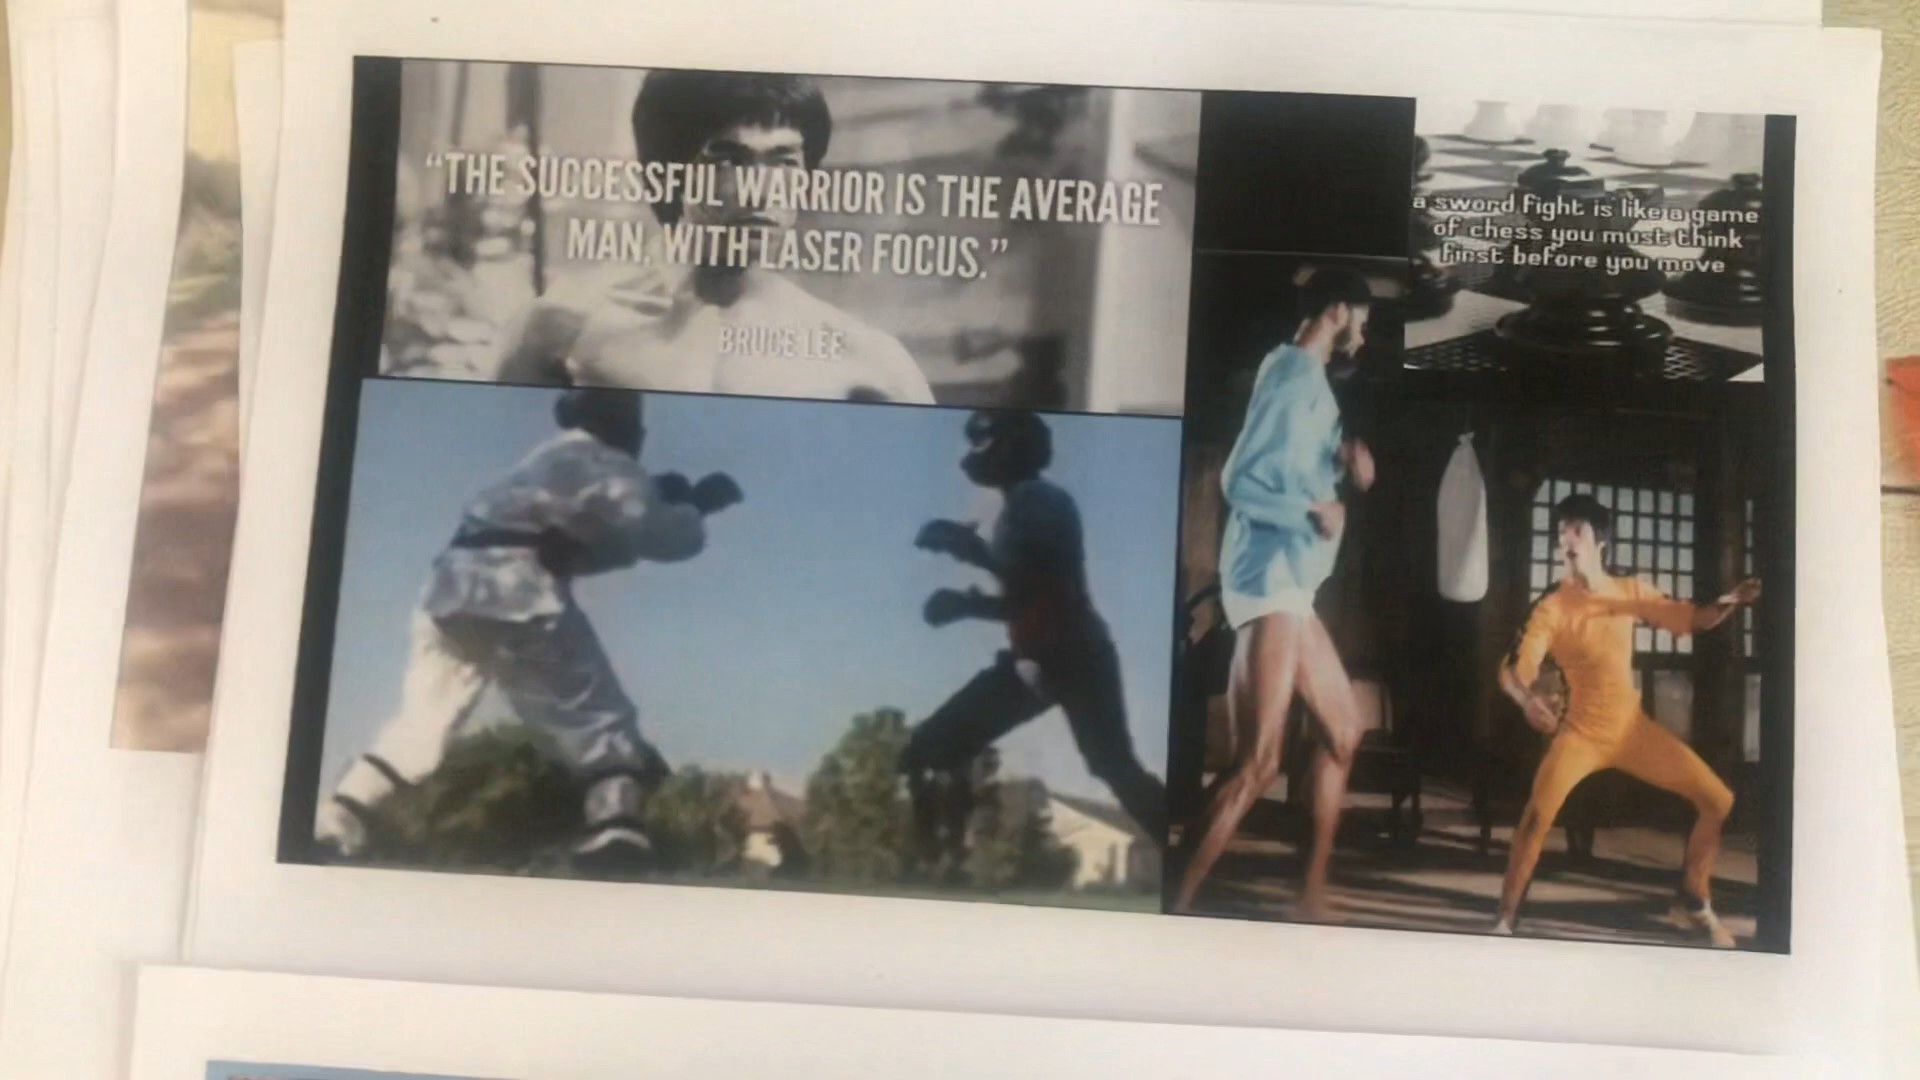 “THE SUCCESSFUL WARRIOR IS THE AVERAGE
MAN, WITH LASER FOCUS.”
BRUCE LEE
a sword fight is like a game
of chess you must think
first before you move